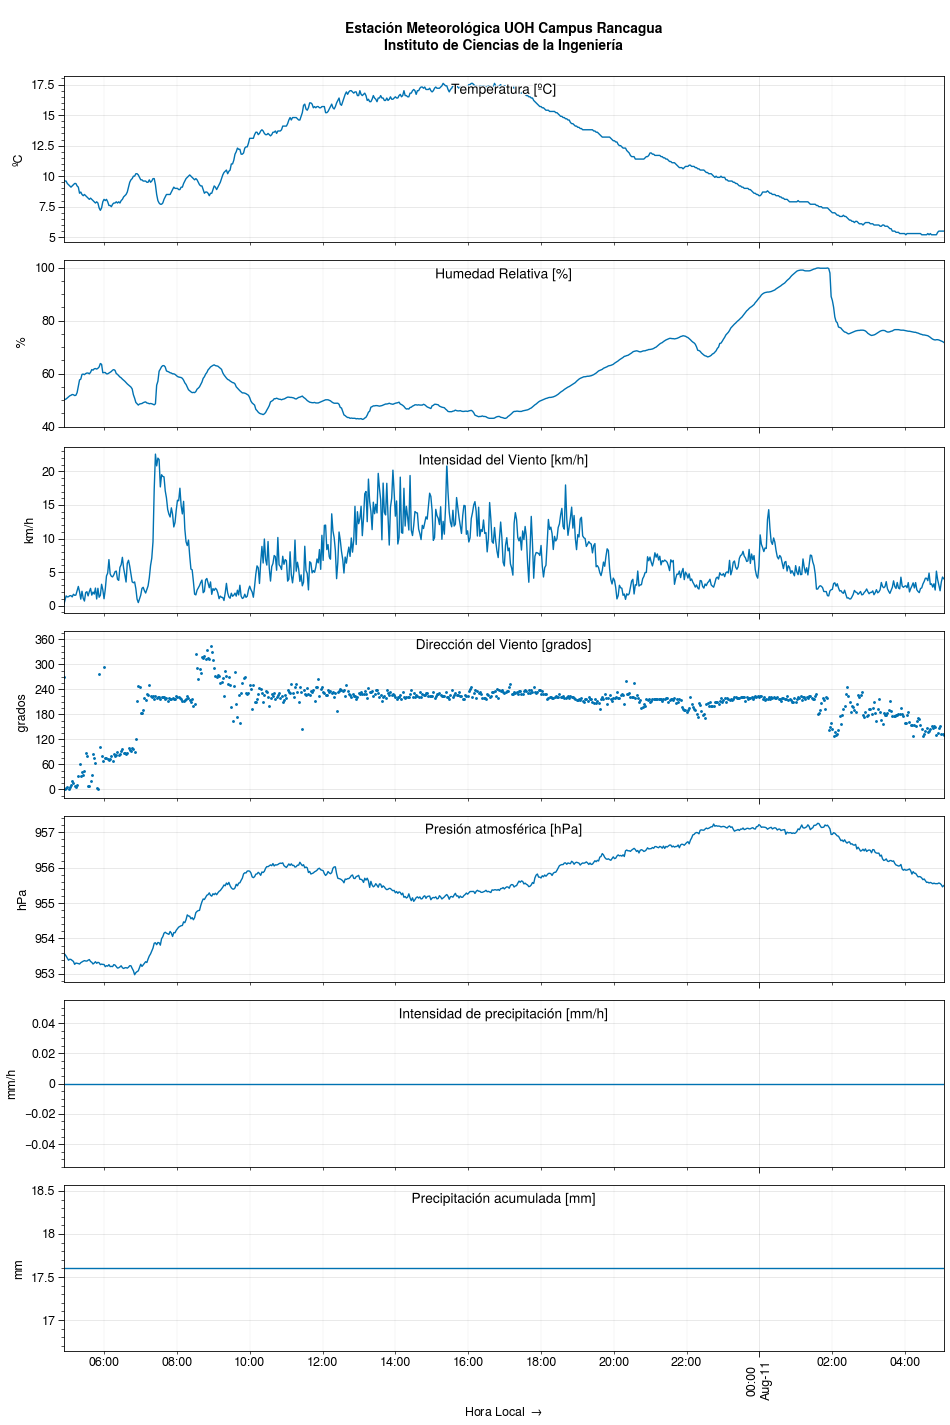 Estación Meteorológica UOH Campus Rancagua
Instituto de Ciencias de la Ingeniería
Temperatura [ºC]
17.5
15
12.5
10
7.5
5
ºC
Humedad Relativa [%]
100
80
60
40
%
Intensidad del Viento [km/h]
20
15
10
5
0
km/h
Dirección del Viento [grados]
360
300
240
180
120
60
0
grados
Presión atmosférica [hPa]
957
956
955
954
953
hPa
Intensidad de precipitación [mm/h]
0.04
0.02
0
−0.02
−0.04
mm/h
Precipitación acumulada [mm]
18.5
18
17.5
17
mm
06:00 08:00 10:00 12:00 14:00 16:00 18:00 20:00 22:00 00:00 02:00 04:00
Aug-11
Hora Local →